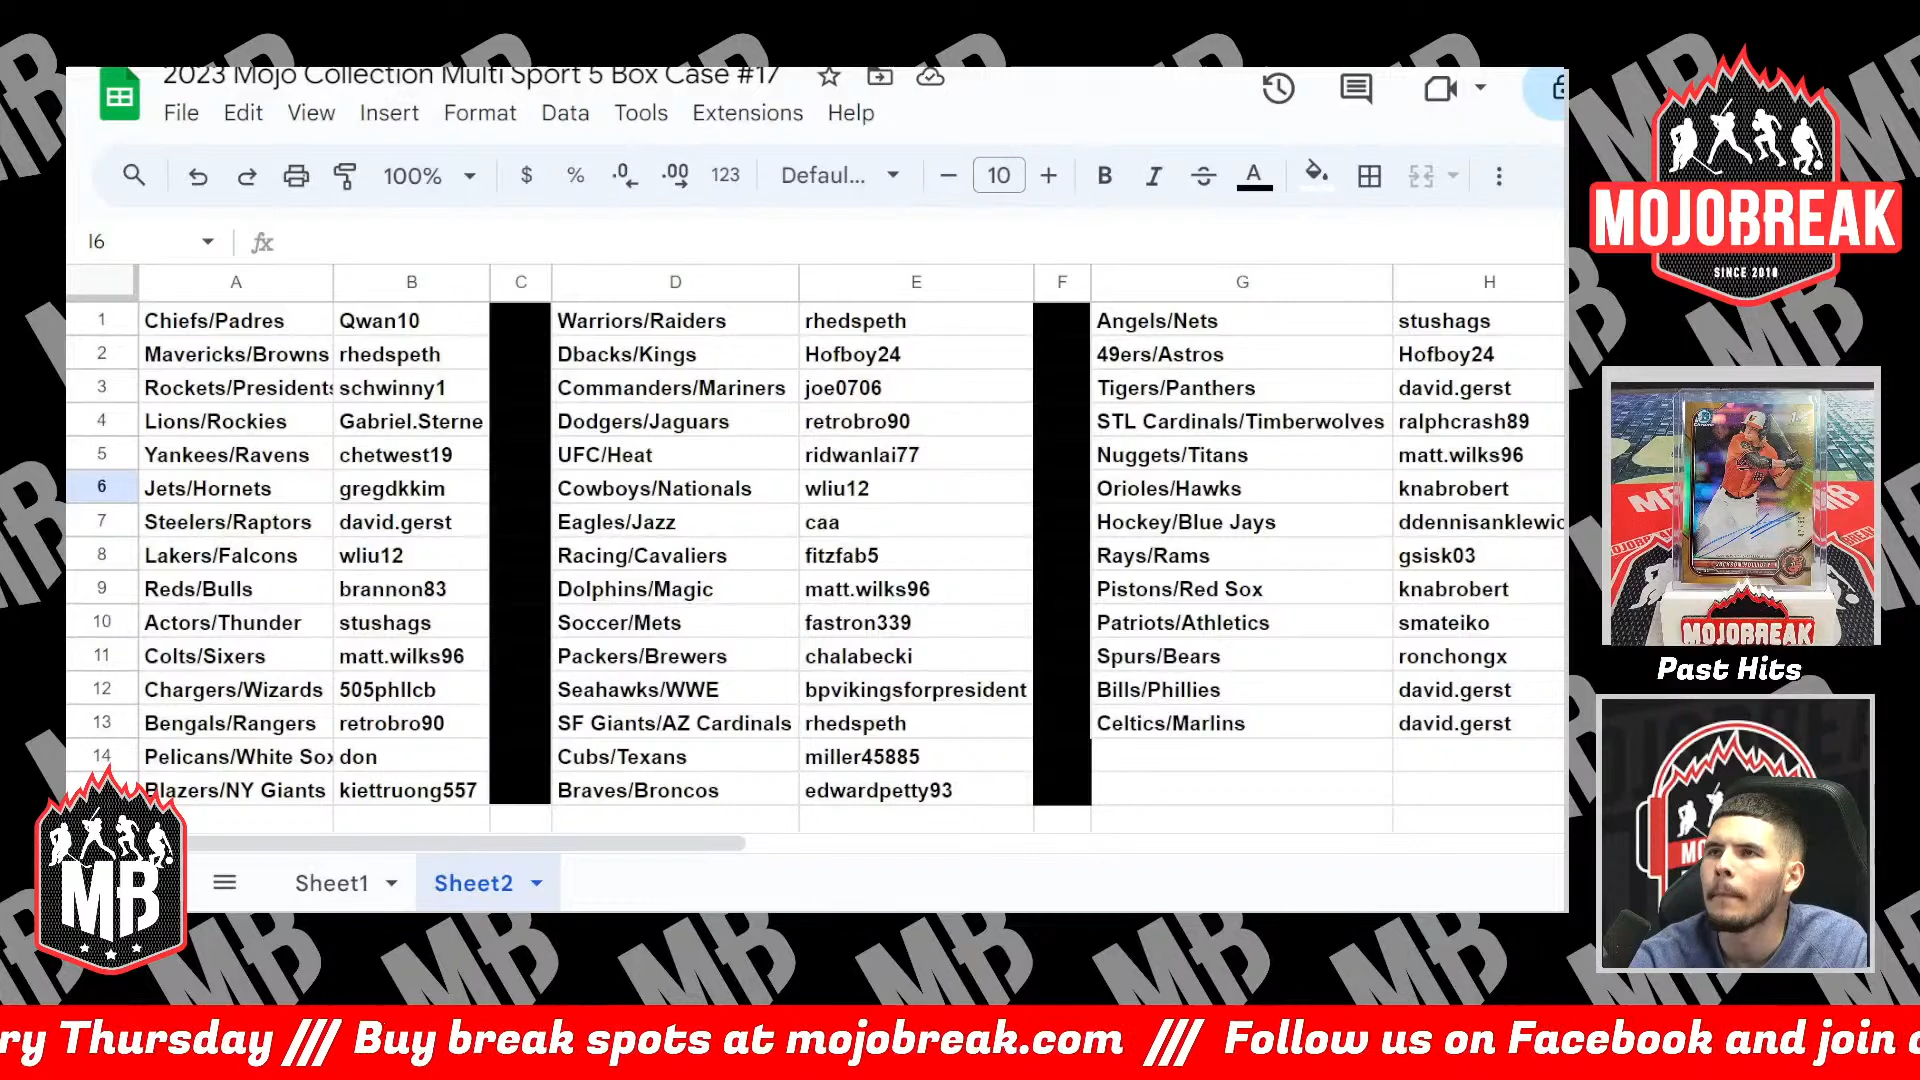 2023 Mojo Collection Multi Sport 5 Box Case #17
File Edit View Insert Format Data Tools Extensions Help
100% $ % .0 .00 123 Defaul... 10 B I A
I6 fx
A B C D E F G H
1 Chiefs/Padres Qwan10 Warriors/Raiders rhedspeth Angels/Nets stushags
2 Mavericks/Browns rhedspeth Dbacks/Kings Hofboy24 49ers/Astros Hofboy24
3 Rockets/Presidents schwinny1 Commanders/Mariners joe0706 Tigers/Panthers david.gerst
4 Lions/Rockies Gabriel.Sterne Dodgers/Jaguars retrobro90 STL Cardinals/Timberwolves ralphcrash89
5 Yankees/Ravens chetwest19 UFC/Heat ridwanlai77 Nuggets/Titans matt.wilks96
6 Jets/Hornets gregdkkim Cowboys/Nationals wliu12 Orioles/Hawks knabrobert
7 Steelers/Raptors david.gerst Eagles/Jazz caa Hockey/Blue Jays ddennisanklewic
8 Lakers/Falcons wliu12 Racing/Cavaliers fitzfab5 Rays/Rams gsisk03
9 Reds/Bulls brannon83 Dolphins/Magic matt.wilks96 Pistons/Red Sox knabrobert
10 Actors/Thunder stushags Soccer/Mets fastron339 Patriots/Athletics smateiko
11 Colts/Sixers matt.wilks96 Packers/Brewers chalabecki Spurs/Bears ronchongx
12 Chargers/Wizards 505phllcb Seahawks/WWE bpvikingsforpresident Bills/Phillies david.gerst
13 Bengals/Rangers retrobro90 SF Giants/AZ Cardinals rhedspeth Celtics/Marlins david.gerst
14 Pelicans/White Sox don Cubs/Texans miller45885
Blazers/NY Giants kiettruong557 Braves/Broncos edwardpetty93
Sheet1 Sheet2
MB
MOJOBREAK
SINCE 2010
MOJOBREAK
Past Hits
ry Thursday /// Buy break spots at mojobreak.com /// Follow us on Facebook and join